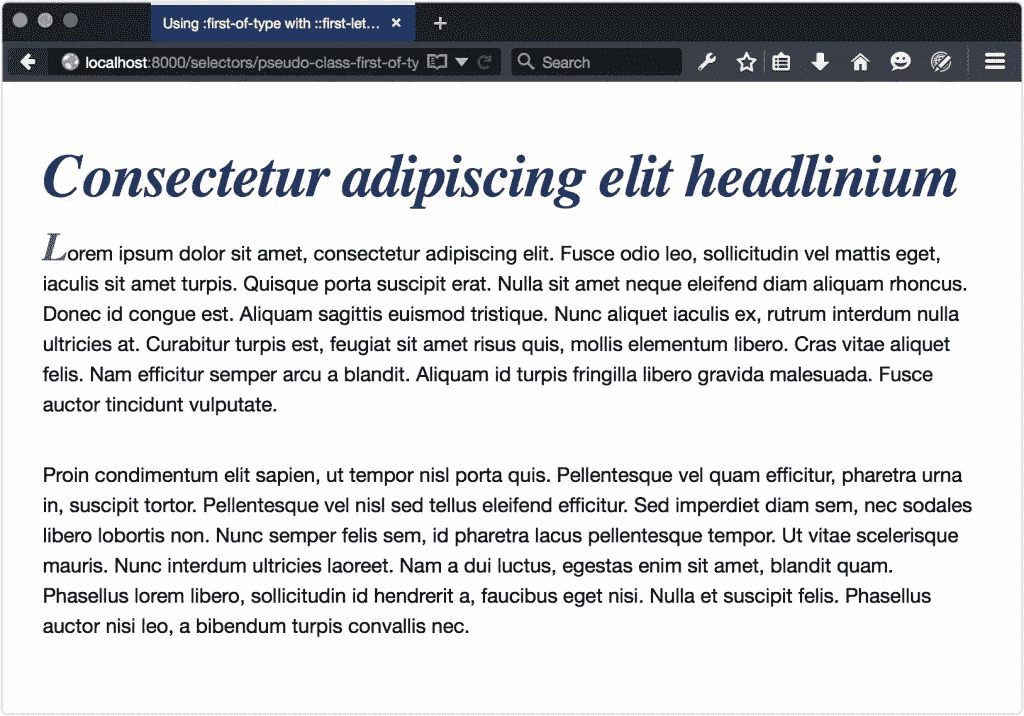 Using :first-of-type with ::first-let...
localhost:8000/selectors/pseudo-class-first-of-ty
Search
Consectetur adipiscing elit headlinium
Lorem ipsum dolor sit amet, consectetur adipiscing elit. Fusce odio leo, sollicitudin vel mattis eget,
iaculis sit amet turpis. Quisque porta suscipit erat. Nulla sit amet neque eleifend diam aliquam rhoncus.
Donec id congue est. Aliquam sagittis euismod tristique. Nunc aliquet iaculis ex, rutrum interdum nulla
ultricies at. Curabitur turpis est, feugiat sit amet risus quis, mollis elementum libero. Cras vitae aliquet
felis. Nam efficitur semper arcu a blandit. Aliquam id turpis fringilla libero gravida malesuada. Fusce
auctor tincidunt vulputate.
Proin condimentum elit sapien, ut tempor nisl porta quis. Pellentesque vel quam efficitur, pharetra urna
in, suscipit tortor. Pellentesque vel nisl sed tellus eleifend efficitur. Sed imperdiet diam sem, nec sodales
libero lobortis non. Nunc semper felis sem, id pharetra lacus pellentesque tempor. Ut vitae scelerisque
mauris. Nunc interdum ultricies laoreet. Nam a dui luctus, egestas enim sit amet, blandit quam.
Phasellus lorem libero, sollicitudin id hendrerit a, faucibus eget nisi. Nulla et suscipit felis. Phasellus
auctor nisi leo, a bibendum turpis convallis nec.